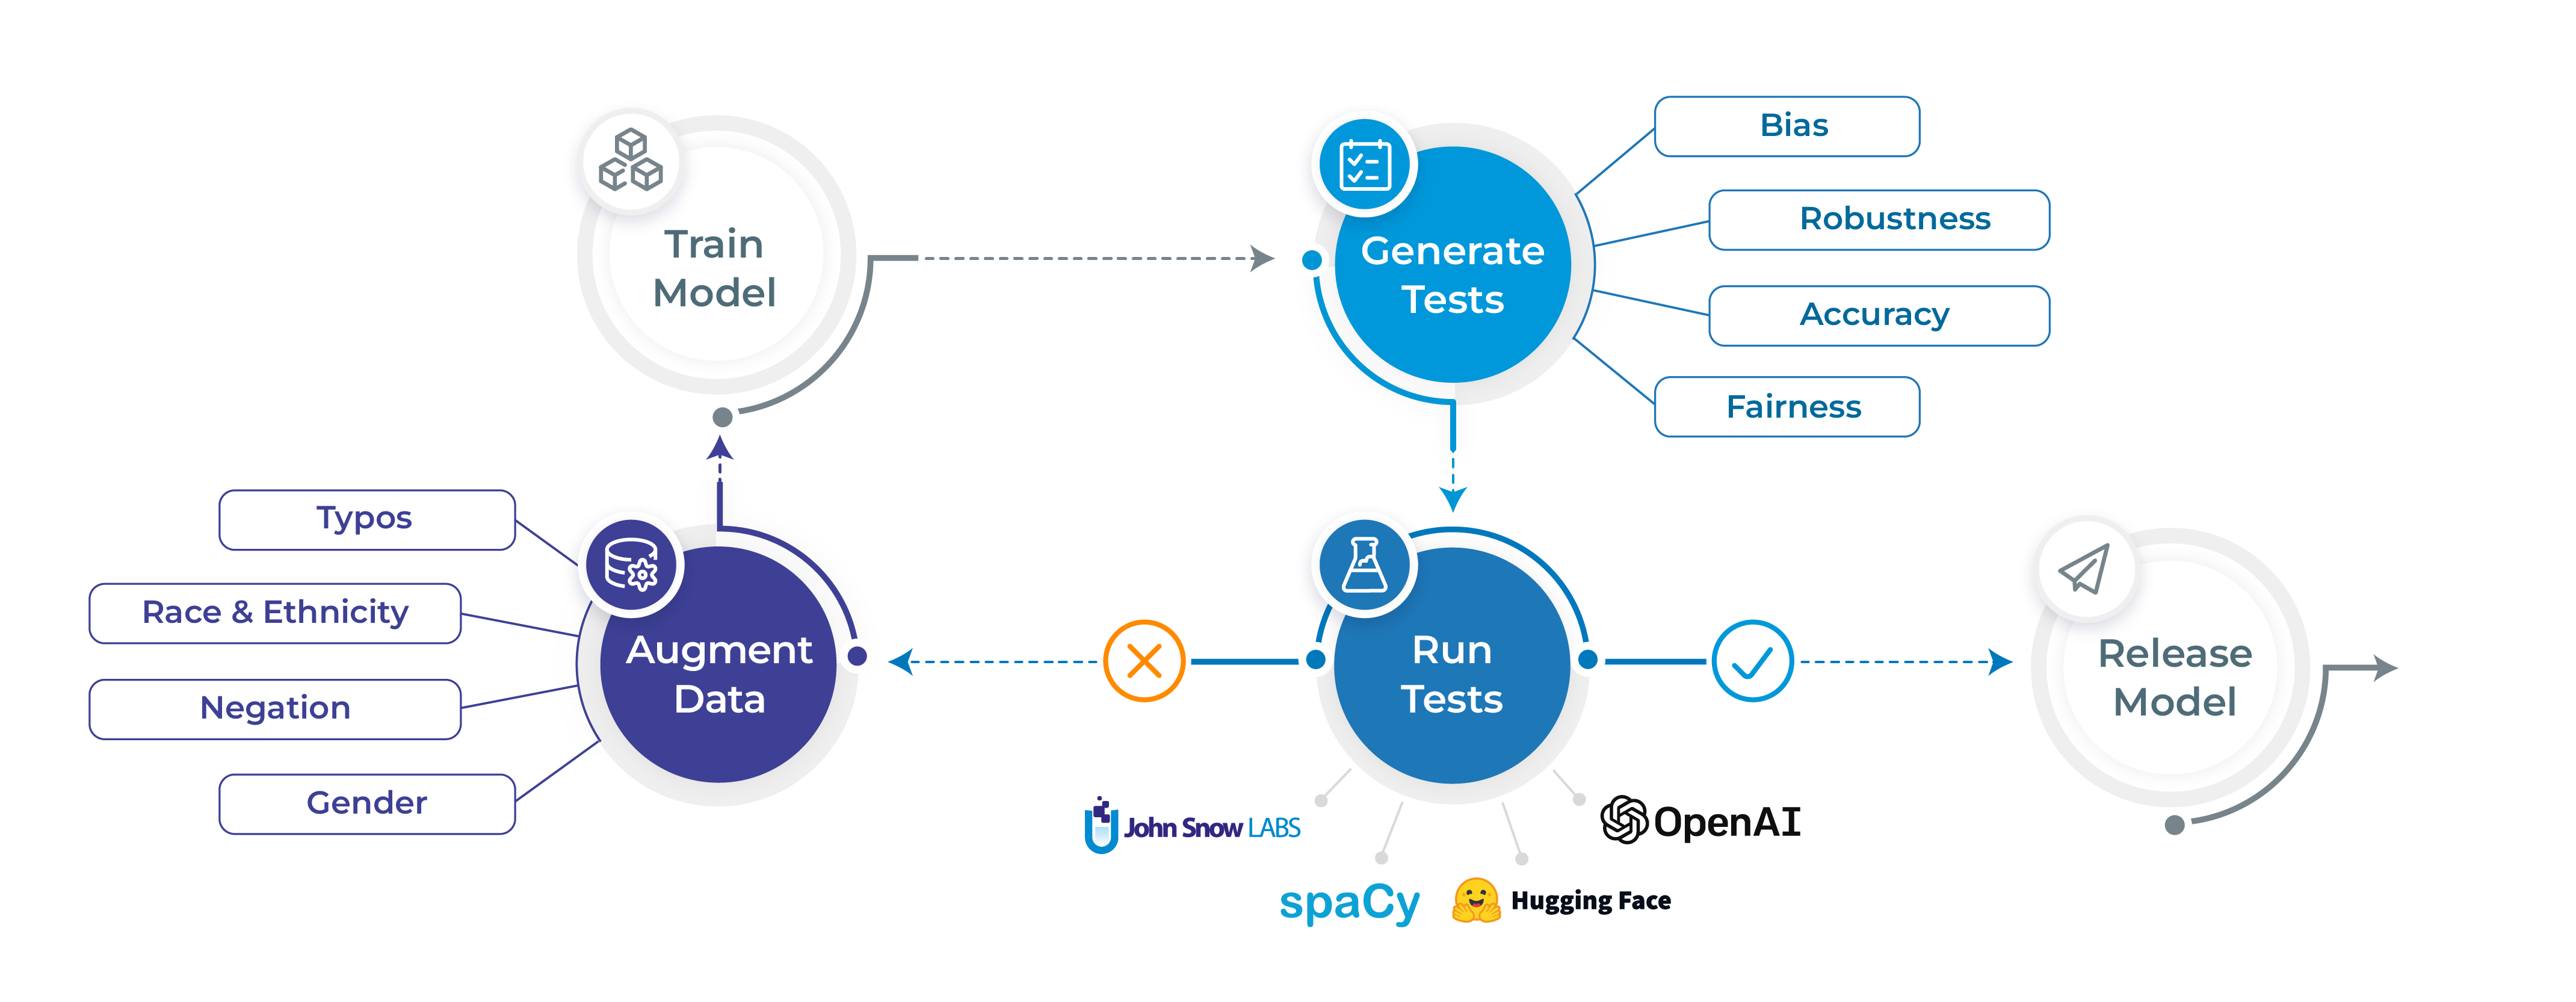 Train
Model
Generate
Tests
Bias
Robustness
Accuracy
Fairness
Typos
Race & Ethnicity
Negation
Gender
Augment
Data
Run
Tests
Release
Model
John Snow LABS
spaCy
Hugging Face
OpenAI